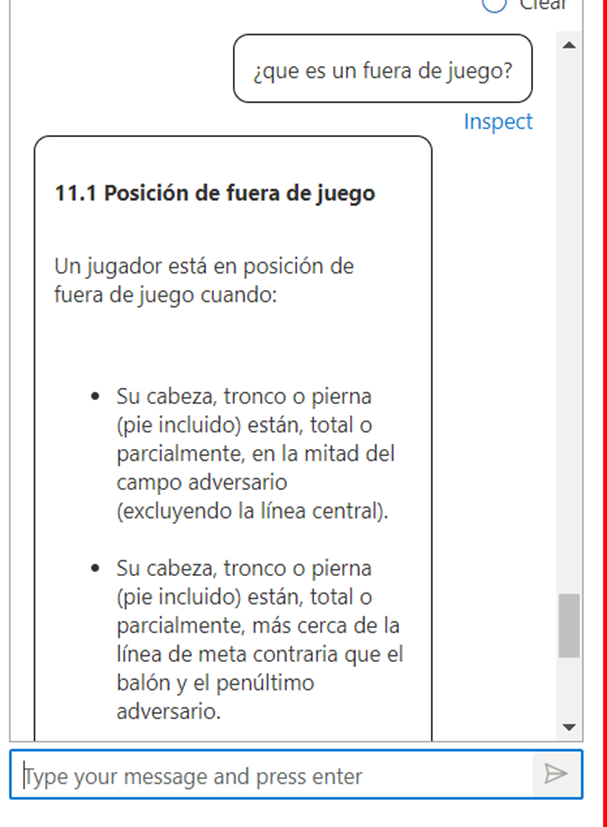 Clear
¿que es un fuera de juego?
Inspect
11.1 Posición de fuera de juego
Un jugador está en posición de
fuera de juego cuando:
• Su cabeza, tronco o pierna
(pie incluido) están, total o
parcialmente, en la mitad del
campo adversario
(excluyendo la línea central).
• Su cabeza, tronco o pierna
(pie incluido) están, total o
parcialmente, más cerca de la
línea de meta contraria que el
balón y el penúltimo
adversario.
Type your message and press enter